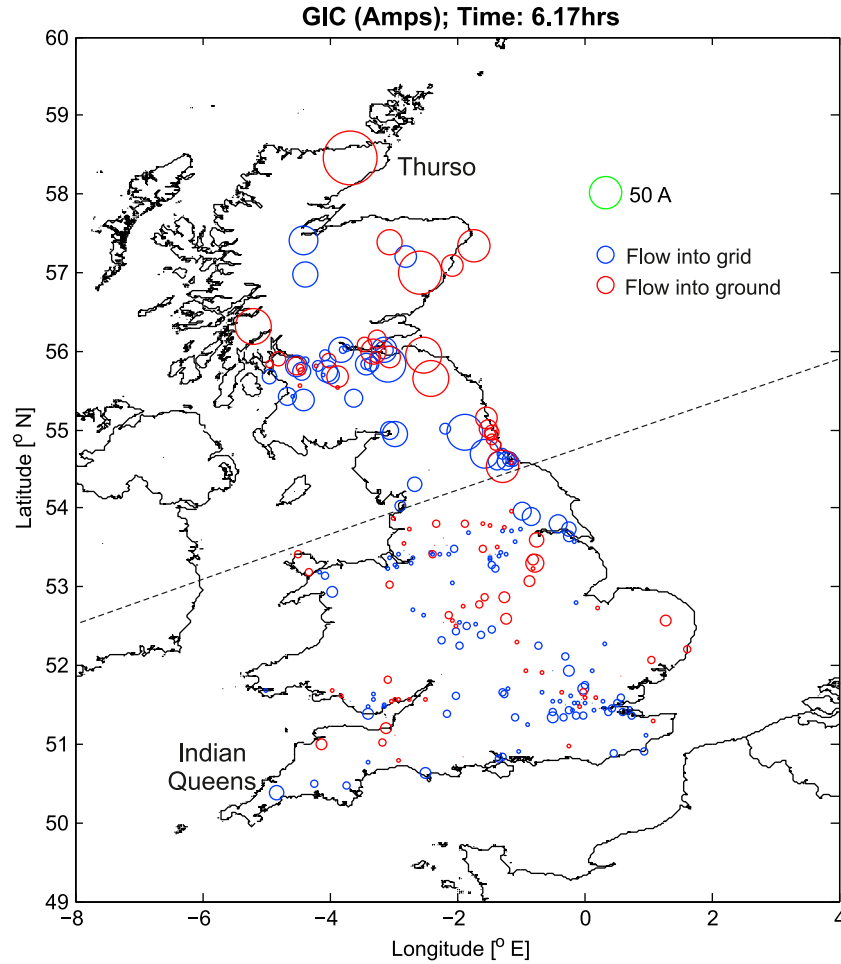 GIC (Amps); Time: 6.17hrs
60
59
58
57
56
55
54
53
52
51
50
49
Latitude [° N]
Thurso
50 A
Flow into grid
Flow into ground
Indian
Queens
−8
−6
−4
−2
0
2
4
Longitude [° E]